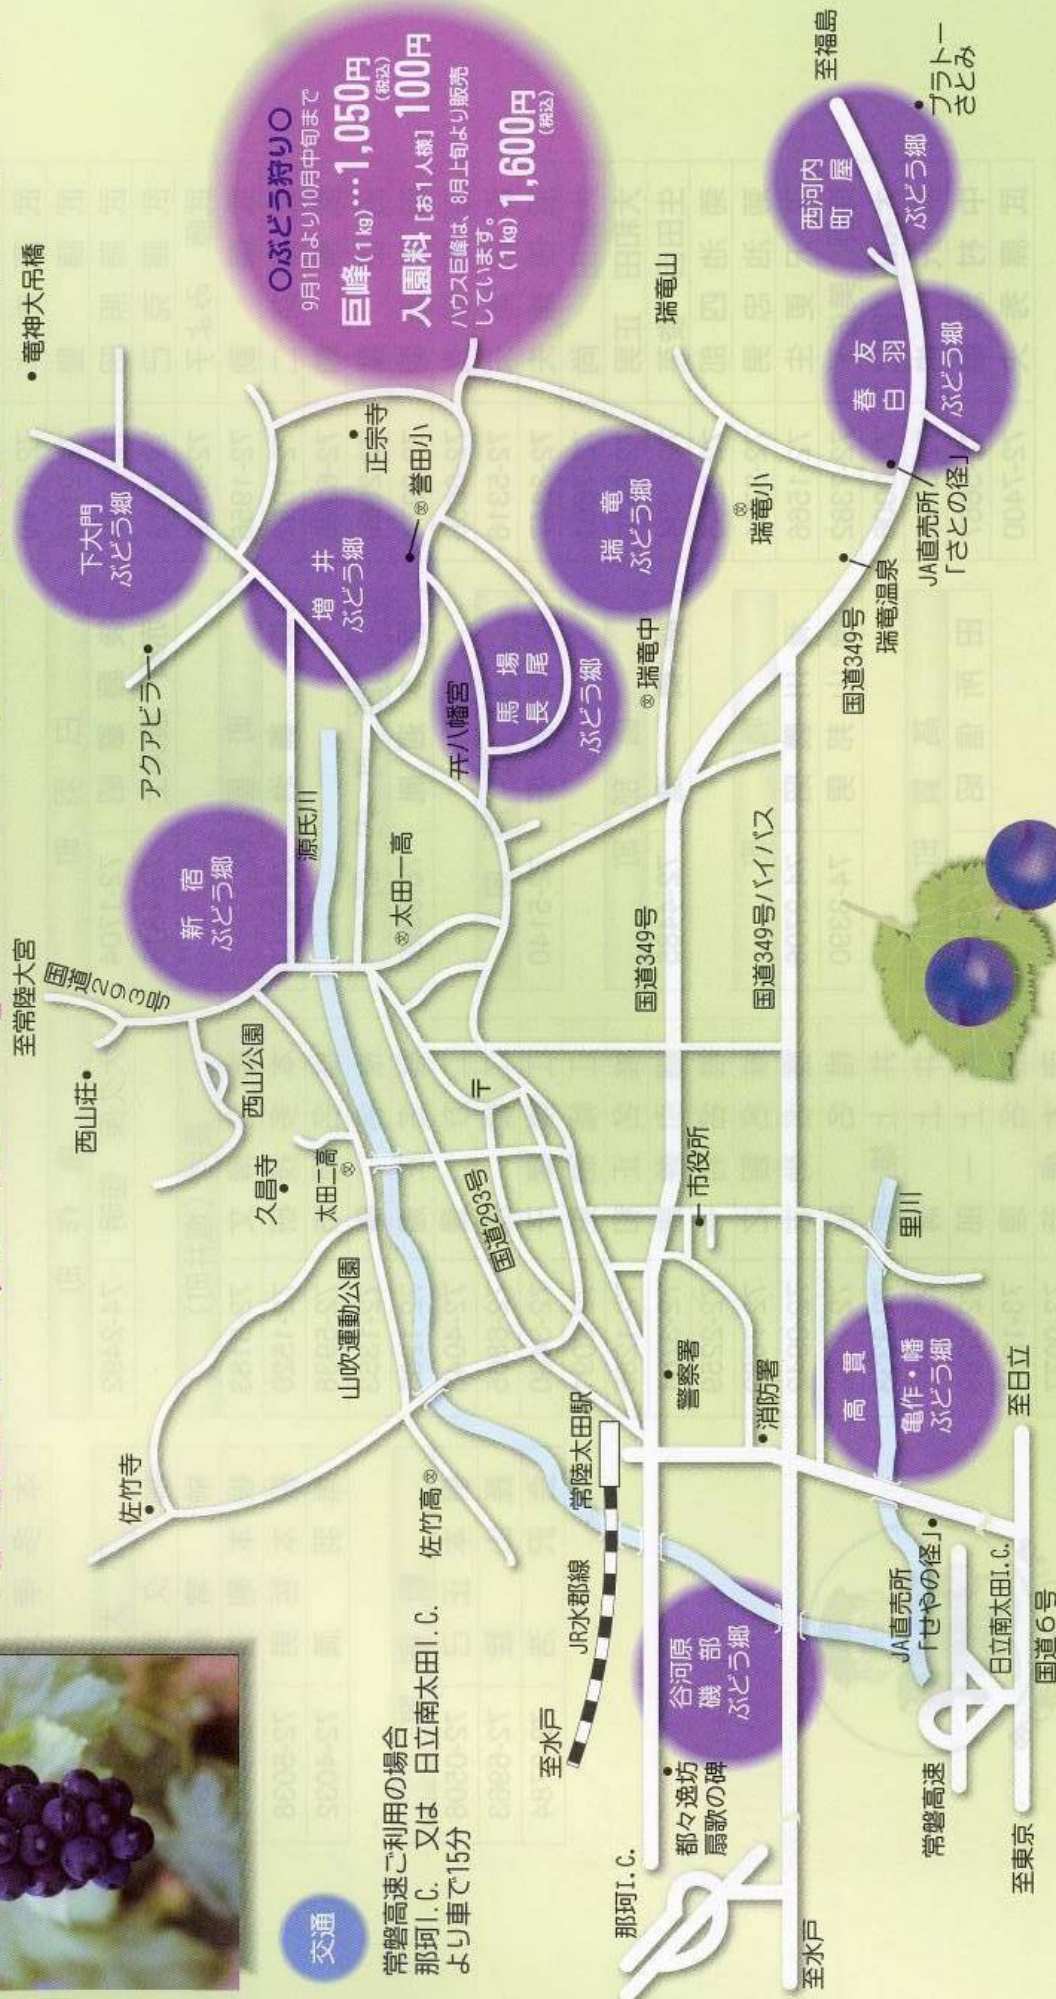 〇ぶどう狩り〇
9月1日より10月中旬まで
巨峰(1㎏)…1,050円
(税込)
入園料[お1人様]100円
ハウス巨峰は、8月上旬より販売
しています。
(1㎏)1,600円
(税込)
交通
常磐高速ご利用の場合
那珂I.C. 又は 日立南太田I.C.
より車で15分
至常陸大宮
国道293号
西山荘
西山公園
久昌寺
太田二高
山吹運動公園
佐竹寺
佐竹高
新宿
ぶどう郷
アクアピラー
下大門
ぶどう郷
竜神大吊橋
増井
ぶどう郷
正宗寺
誉田小
源氏川
太田一高
八幡宮
馬場
長尾
ぶどう郷
瑞竜
ぶどう郷
瑞竜中
瑞竜小
瑞竜山
西河内
町屋
ぶどう郷
至福島
プラトー
さとみ
春友
白羽
ぶどう郷
JA直売所
「さとの径」
瑞竜温泉
国道349号
国道349号
国道349号バイパス
〒
国道293号
市役所
里川
警察署
消防署
常陸太田駅
JR水郡線
至水戸
高貫
亀作・幡
ぶどう郷
至日立
JA直売所
「せやの径」
日立南太田I.C.
国道6号
谷河原
磯部
ぶどう郷
都々逸坊
扇歌の碑
那珂I.C.
至水戸
常磐高速
至東京